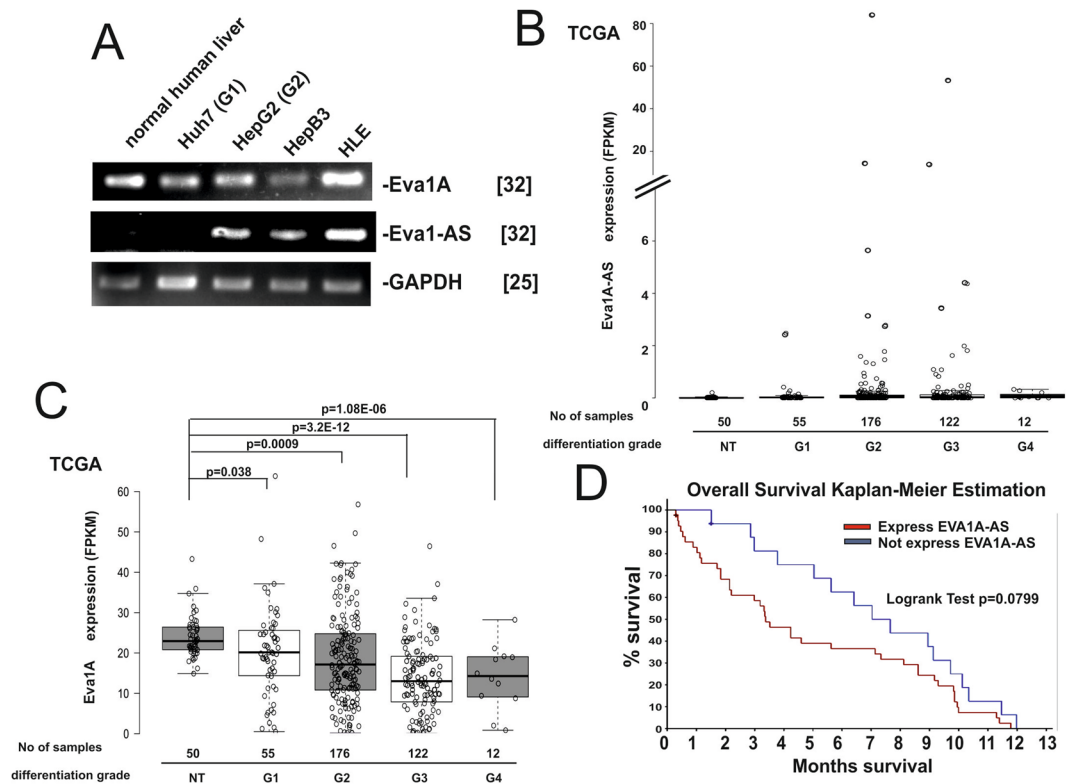 A
normal human liver
Huh7 (G1)
HepG2 (G2)
HepB3
HLE
-Eva1A [32]
-Eva1-AS [32]
-GAPDH [25]
B
TCGA
Eva1A-AS expression (FPKM)
80
60
40
20
6
4
2
0
No of samples 50 55 176 122 12
differentiation grade NT G1 G2 G3 G4
C
TCGA
p=1.08E-06
p=3.2E-12
p=0.0009
p=0.038
Eva1A expression (FPKM)
60
50
40
30
20
10
0
No of samples 50 55 176 122 12
differentiation grade NT G1 G2 G3 G4
D
Overall Survival Kaplan-Meier Estimation
Express EVA1A-AS
Not express EVA1A-AS
Logrank Test p=0.0799
% survival
100
90
80
70
60
50
40
30
20
10
0
0 1 2 3 4 5 6 7 8 9 10 11 12 13
Months survival